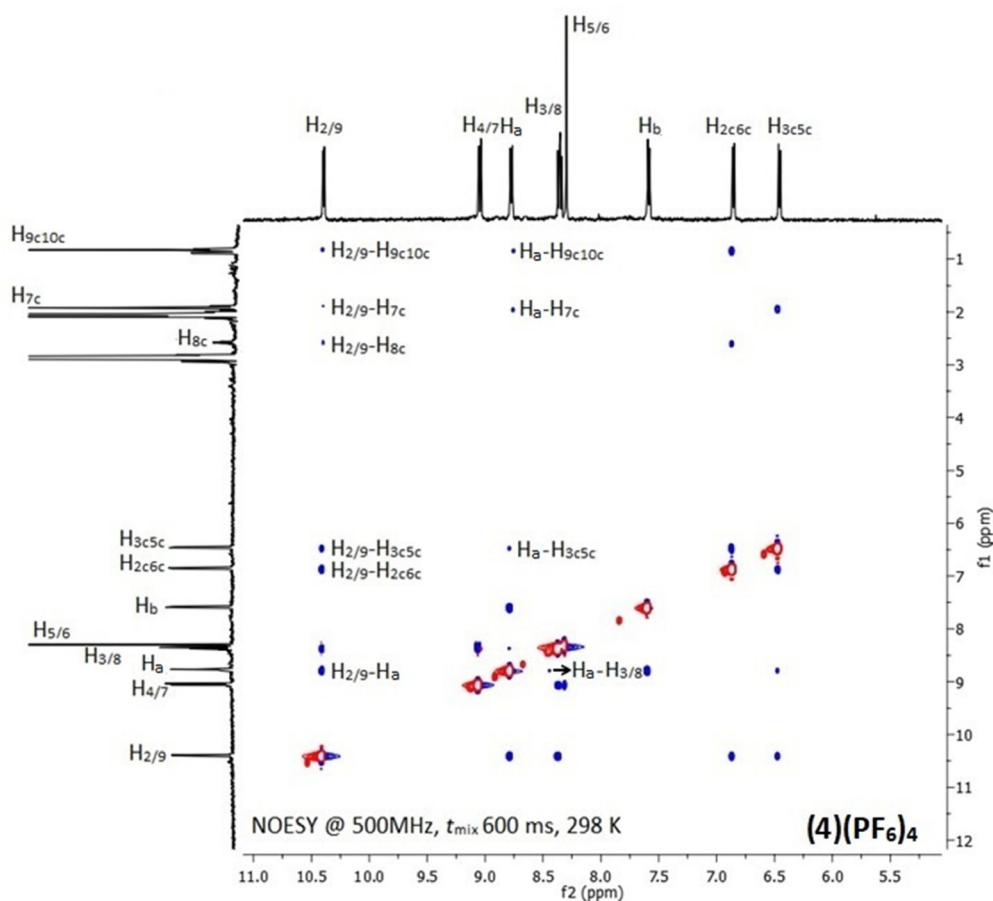 H5/6
H3/8
H2/9
H4/7
Ha
Hb
H2c6c
H3c5c
H9c10c
H2/9-H9c10c
Ha-H9c10c
H7c
H2/9-H7c
Ha-H7c
H8c
H2/9-H8c
H3c5c
H2/9-H3c5c
Ha-H3c5c
H2c6c
H2/9-H2c6c
Hb
H5/6
H3/8
Ha
H2/9-Ha
Ha-H3/8
H4/7
H2/9
NOESY @ 500MHz, tmix 600 ms, 298 K
(4)(PF6)4
1
2
3
4
5
6
7
8
9
10
11
12
f1 (ppm)
11.0 10.5 10.0 9.5 9.0 8.5 8.0 7.5 7.0 6.5 6.0 5.5
f2 (ppm)